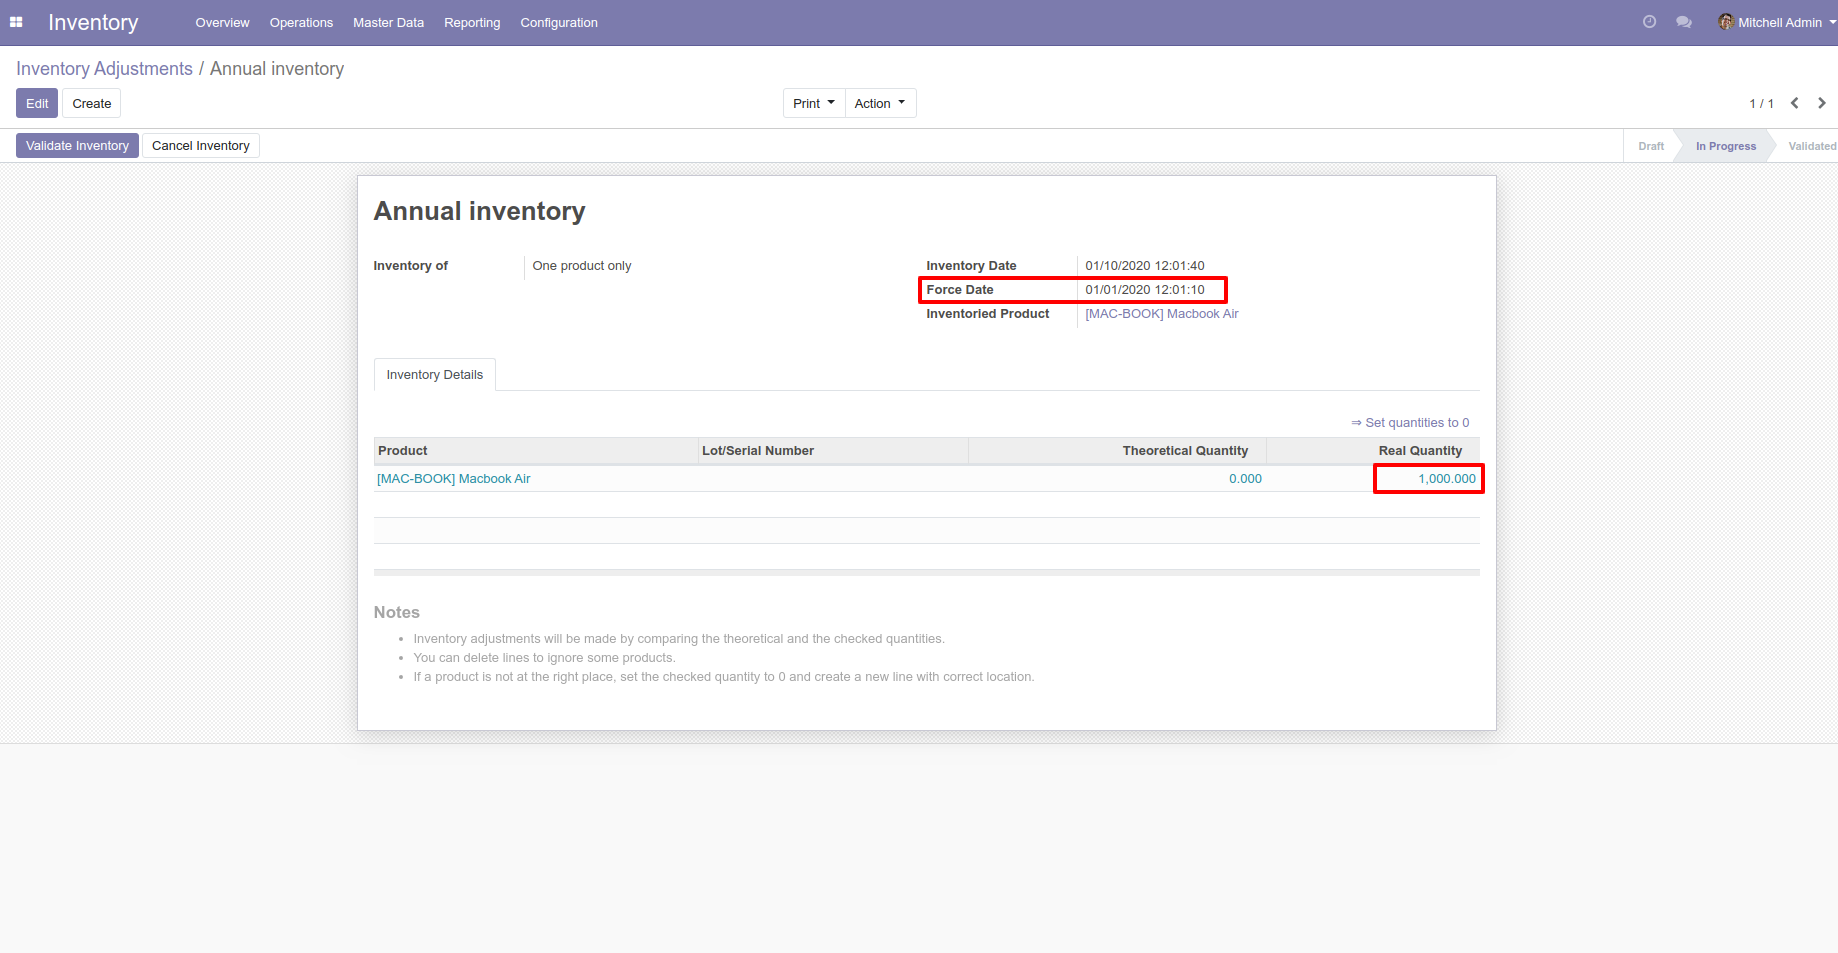 Inventory Overview Operations Master Data Reporting Configuration Mitchell Admin
Inventory Adjustments / Annual inventory
Edit Create Print Action 1 / 1
Validate Inventory Cancel Inventory Draft In Progress Validated
Annual inventory
Inventory of One product only Inventory Date 01/10/2020 12:01:40
Force Date 01/01/2020 12:01:10
Inventoried Product [MAC-BOOK] Macbook Air
Inventory Details
⇒ Set quantities to 0
Product Lot/Serial Number Theoretical Quantity Real Quantity
[MAC-BOOK] Macbook Air 0.000 1,000.000
Notes
• Inventory adjustments will be made by comparing the theoretical and the checked quantities.
• You can delete lines to ignore some products.
• If a product is not at the right place, set the checked quantity to 0 and create a new line with correct location.